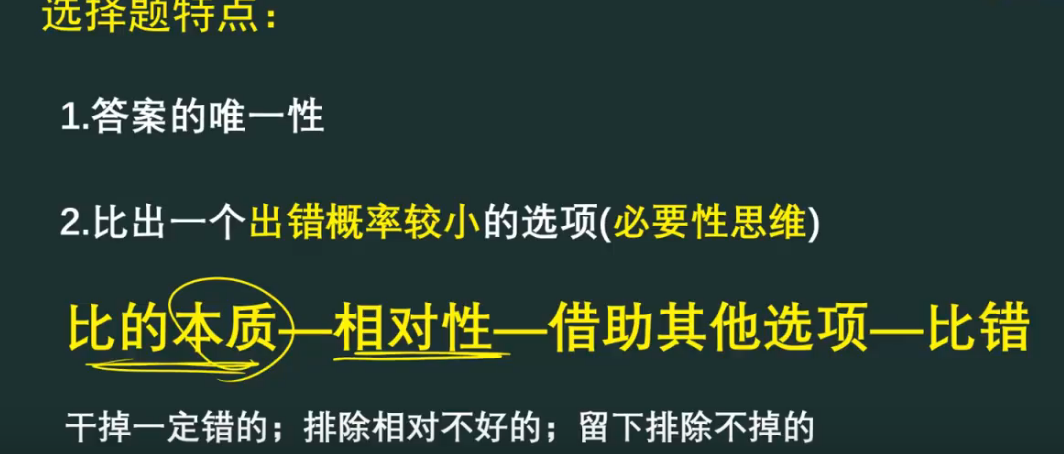 选择题特点：
1.答案的唯一性
2.比出一个出错概率较小的选项(必要性思维)
比的本质—相对性—借助其他选项—比错
干掉一定错的；排除相对不好的；留下排除不掉的